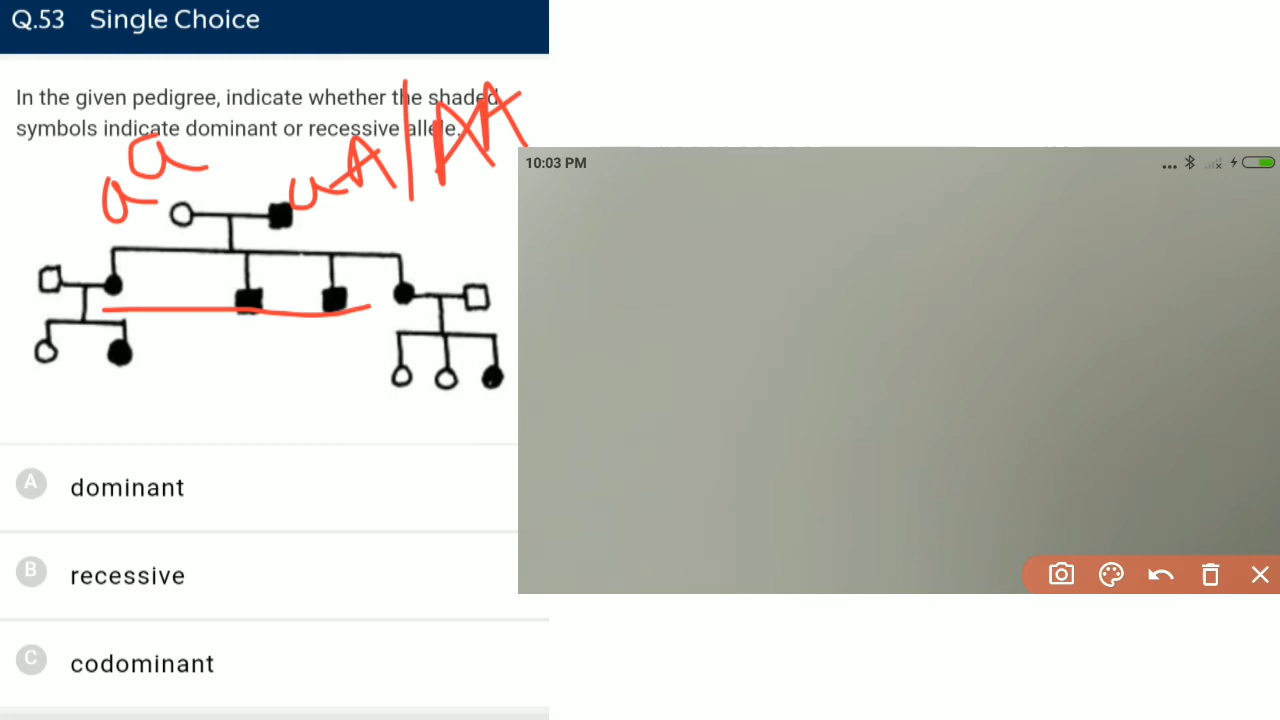 Q.53 Single Choice
In the given pedigree, indicate whether the shaded
symbols indicate dominant or recessive allele.
aa
aA/AA
10:03 PM
A dominant
B recessive
C codominant